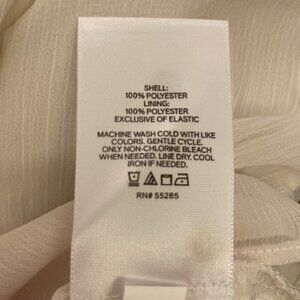 SHELL:
100% POLYESTER
LINING:
100% POLYESTER
EXCLUSIVE OF ELASTIC
MACHINE WASH COLD WITH LIKE
COLORS. GENTLE CYCLE.
ONLY NON-CHLORINE BLEACH
WHEN NEEDED. LINE DRY. COOL
IRON IF NEEDED.
RN# 55285